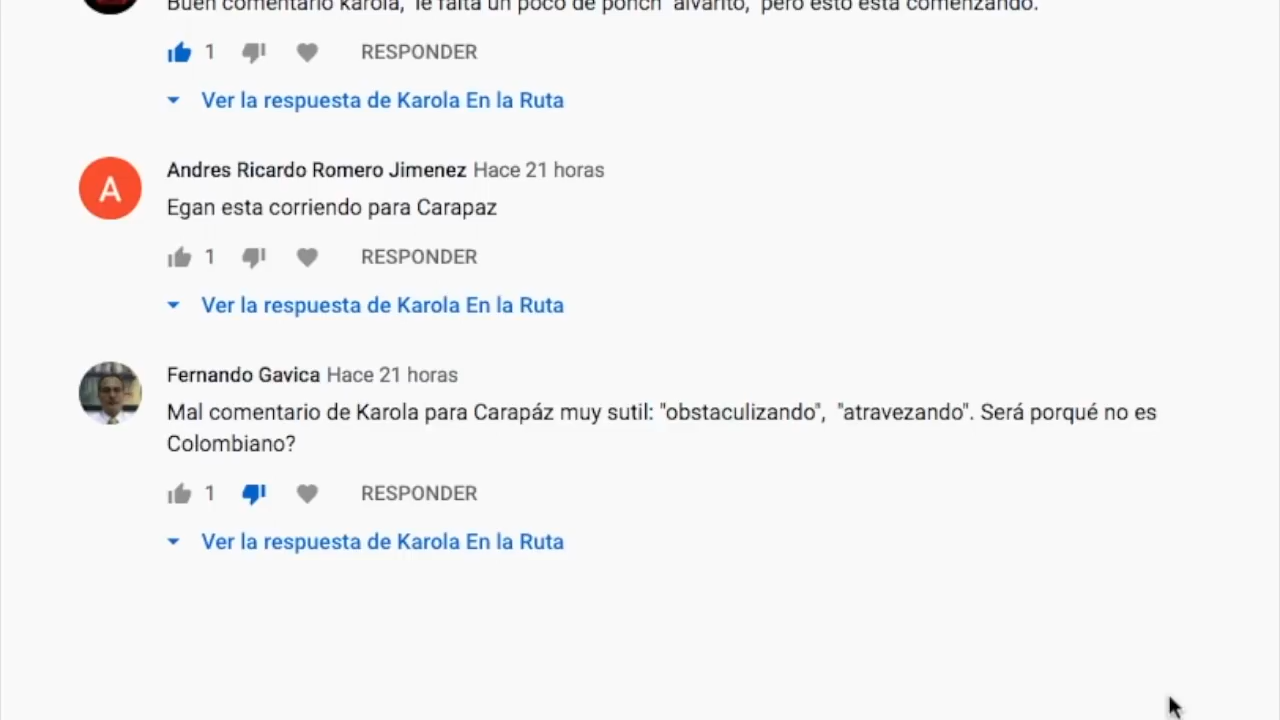 Buen comentario karola, le falta un poco de ponch "alvarito, pero esto esta comenzando.
1 RESPONDER
Ver la respuesta de Karola En la Ruta
A
Andres Ricardo Romero Jimenez Hace 21 horas
Egan esta corriendo para Carapaz
1 RESPONDER
Ver la respuesta de Karola En la Ruta
Fernando Gavica Hace 21 horas
Mal comentario de Karola para Carapáz muy sutil: "obstaculizando", "atravezando". Será porqué no es
Colombiano?
1 RESPONDER
Ver la respuesta de Karola En la Ruta